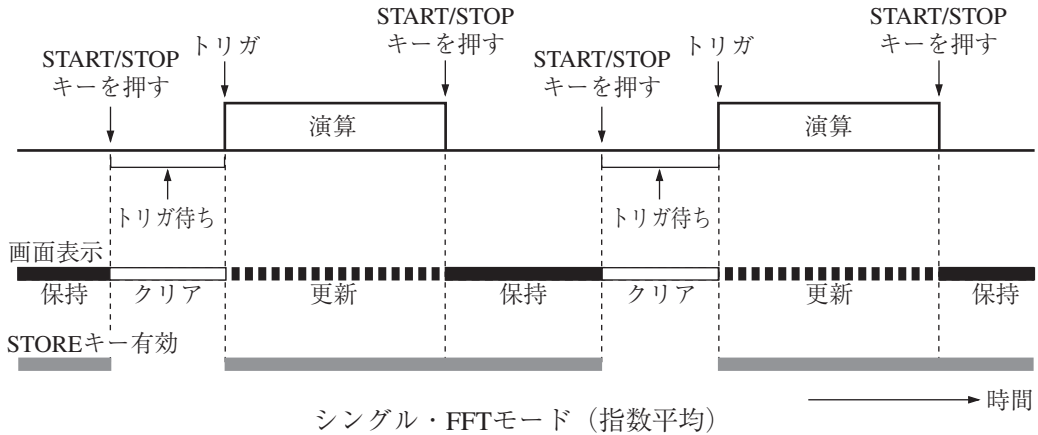 START/STOP
キーを押す
トリガ
START/STOP
キーを押す
START/STOP
キーを押す
トリガ
START/STOP
キーを押す
演算
演算
トリガ待ち
トリガ待ち
画面表示
保持
クリア
更新
保持
クリア
更新
保持
STOREキー有効
時間
シングル・FFTモード（指数平均）